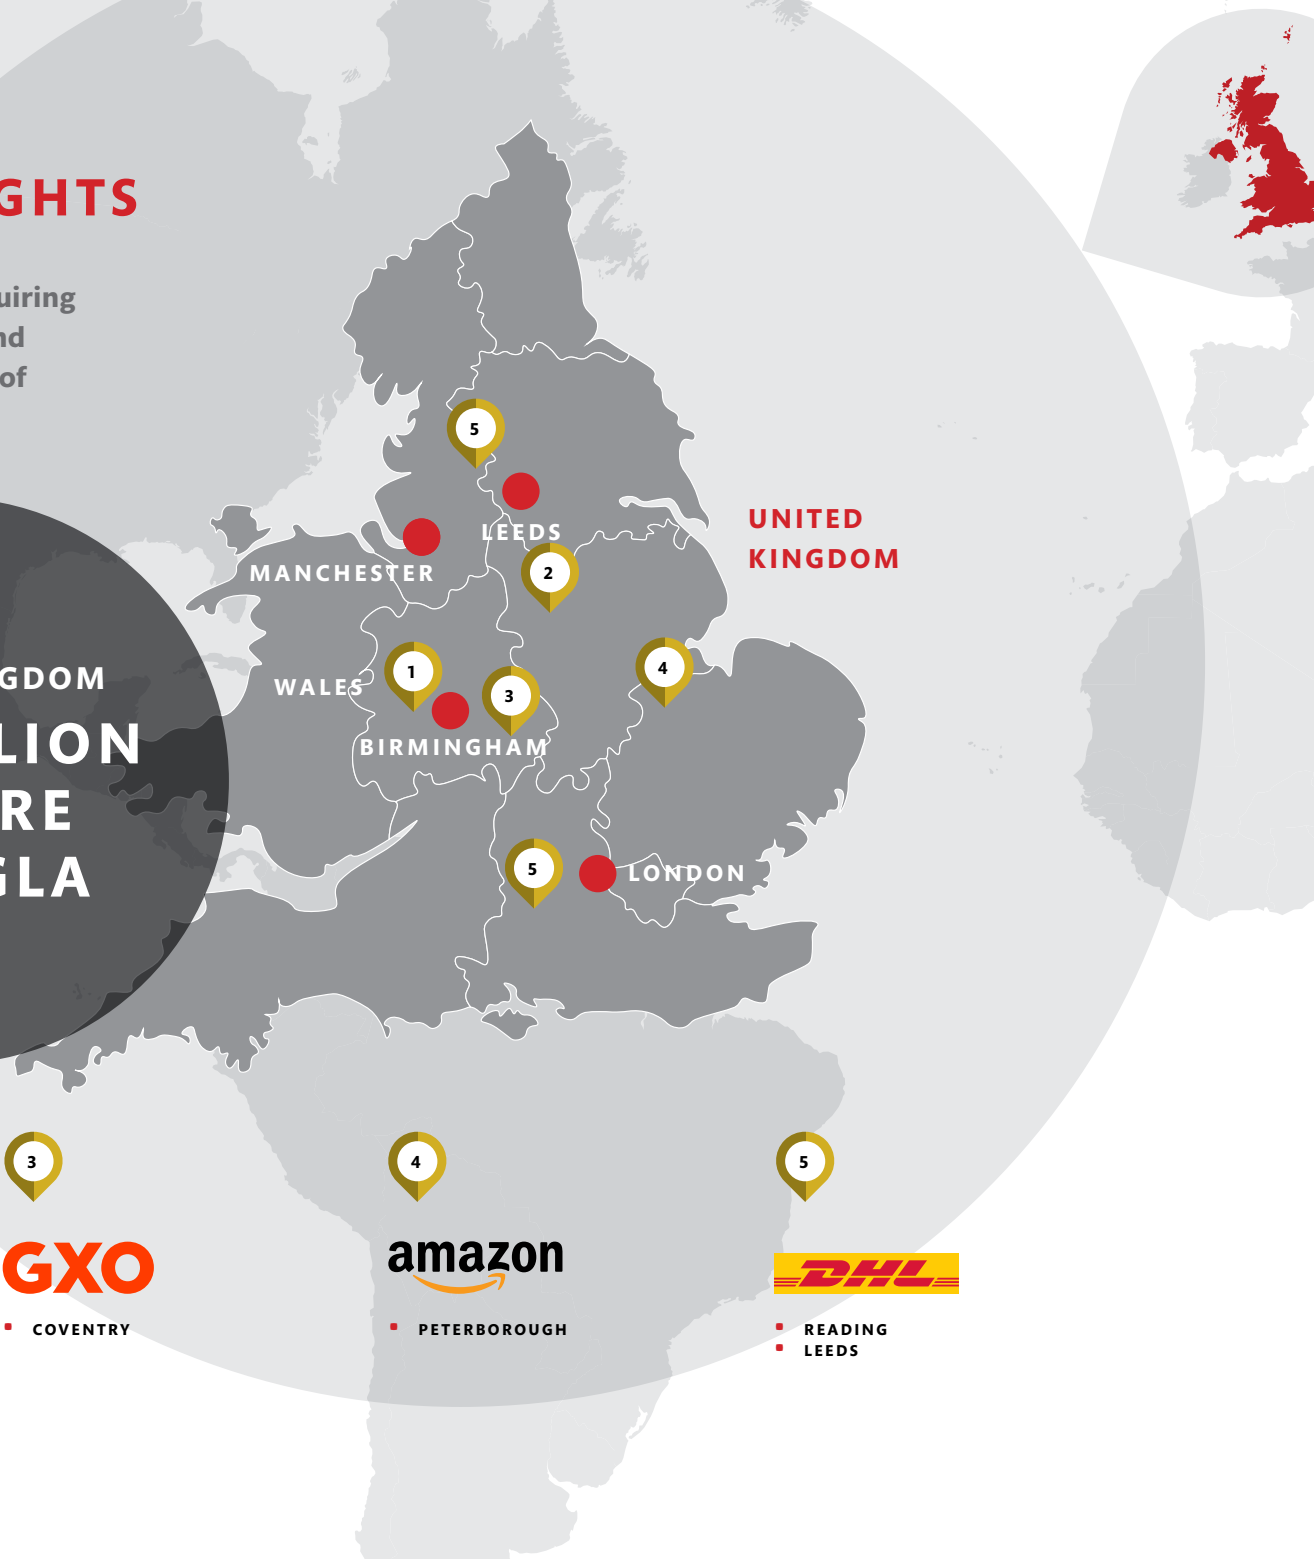 GHTS
uiring
nd
of
5
LEEDS
MANCHESTER
2
UNITED
KINGDOM
1
WALES
3
4
BIRMINGHAM
GDOM
LION
RE
GLA
5
LONDON
3
GXO
COVENTRY
4
amazon
PETERBOROUGH
5
DHL
READING
LEEDS